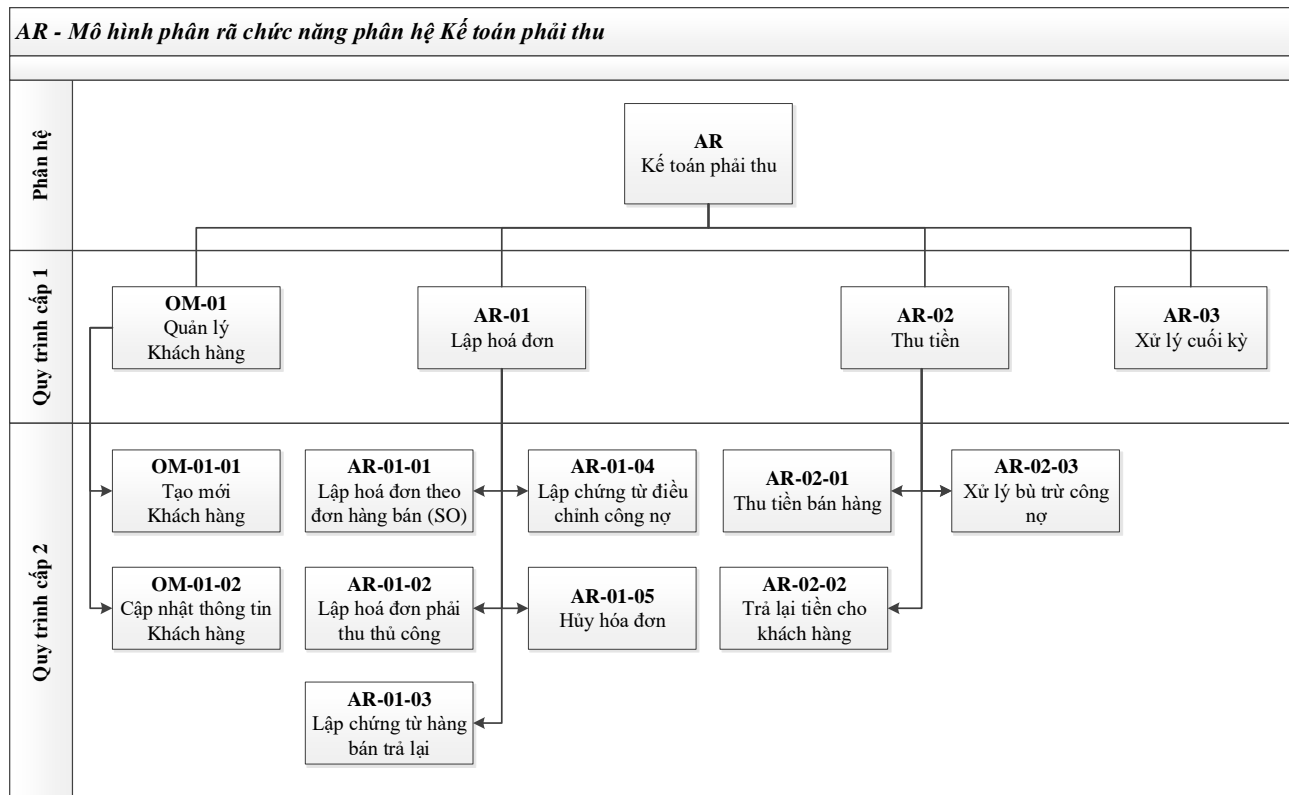 AR - Mô hình phân rã chức năng phân hệ Kế toán phải thu
Phân hệ
AR
Kế toán phải thu
Quy trình cấp 1
OM-01
Quản lý
Khách hàng
AR-01
Lập hoá đơn
AR-02
Thu tiền
AR-03
Xử lý cuối kỳ
Quy trình cấp 2
OM-01-01
Tạo mới
Khách hàng
AR-01-01
Lập hoá đơn theo
đơn hàng bán (SO)
AR-01-04
Lập chứng từ điều
chỉnh công nợ
AR-02-01
Thu tiền bán hàng
AR-02-03
Xử lý bù trừ công
nợ
OM-01-02
Cập nhật thông tin
Khách hàng
AR-01-02
Lập hoá đơn phải
thu thủ công
AR-01-05
Hủy hóa đơn
AR-02-02
Trả lại tiền cho
khách hàng
AR-01-03
Lập chứng từ hàng
bán trả lại